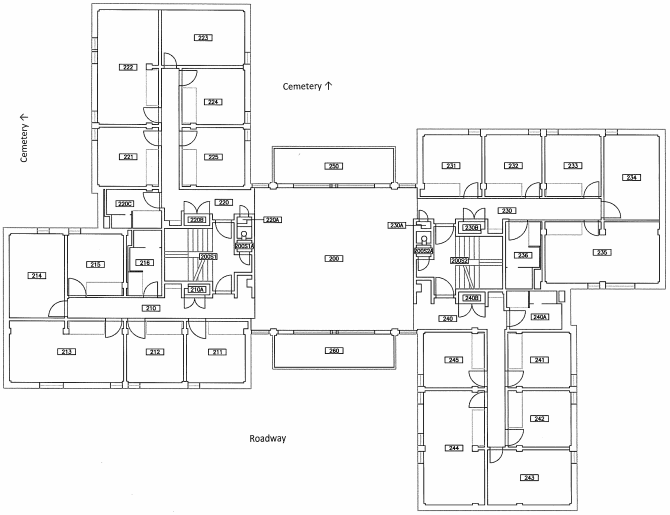 223
222
Cemetery ↑
224
Cemetery ↑
221
225
250
231
232
233
234
220C
220
220B
220A
230
230A
230B
200S1A
200S2A
235
214
215
216
200S1
200
200S2
236
210A
240B
210
240
240A
213
212
211
260
245
241
242
Roadway
244
243